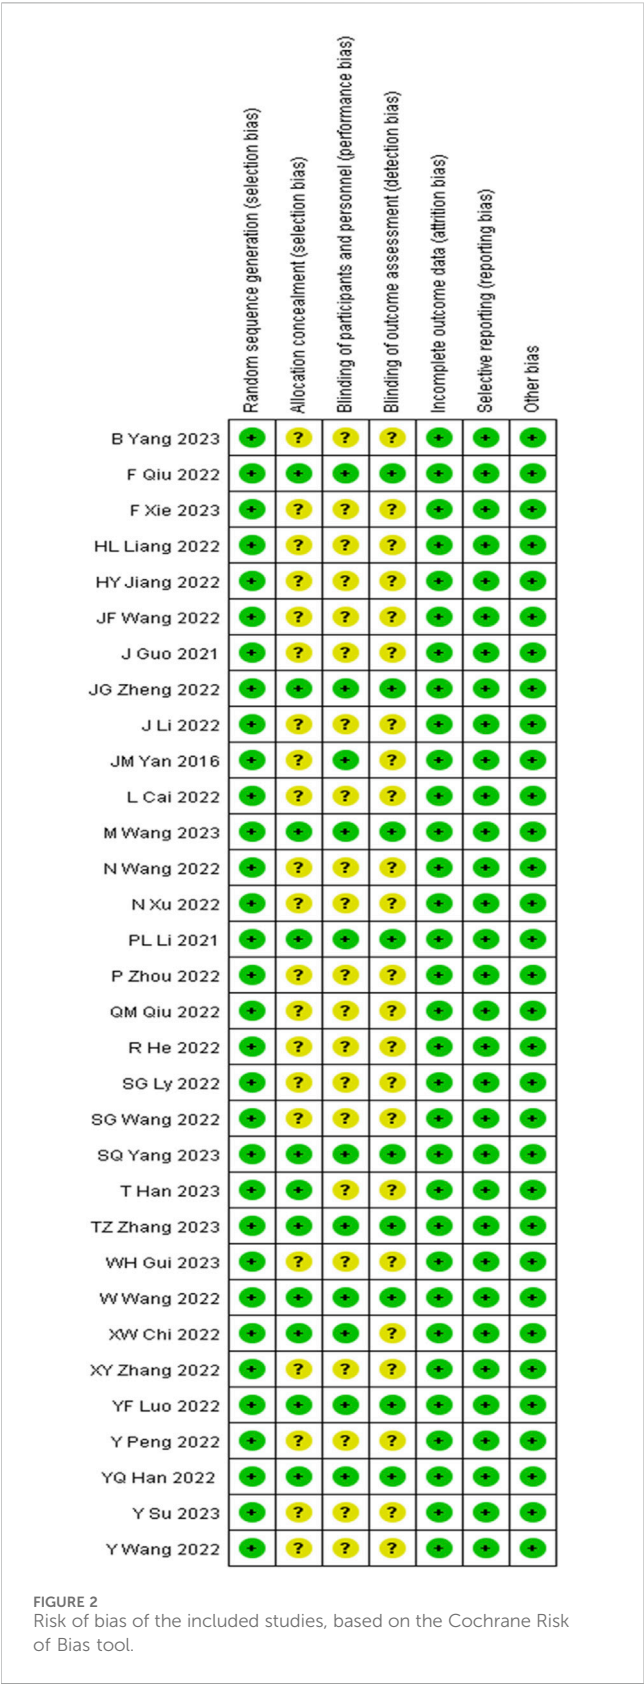 Random sequence generation (selection bias)
Allocation concealment (selection bias)
Blinding of participants and personnel (performance bias)
Blinding of outcome assessment (detection bias)
Incomplete outcome data (attrition bias)
Selective reporting (reporting bias)
Other bias
B Yang 2023 + ? ? ? + + +
F Qiu 2022 + + + + + + +
F Xie 2023 + ? ? ? + + +
HL Liang 2022 + ? ? ? + + +
HY Jiang 2022 + ? ? ? + + +
JF Wang 2022 + ? ? ? + + +
J Guo 2021 + ? ? ? + + +
JG Zheng 2022 + + + + + + +
J Li 2022 + ? ? ? + + +
JM Yan 2016 + ? + ? + + +
L Cai 2022 + ? ? ? + + +
M Wang 2023 + + + + + + +
N Wang 2022 + ? ? ? + + +
N Xu 2022 + ? ? ? + + +
PL Li 2021 + + + + + + +
P Zhou 2022 + ? ? ? + + +
QM Qiu 2022 + ? ? ? + + +
R He 2022 + ? ? ? + + +
SG Ly 2022 + ? ? ? + + +
SG Wang 2022 + ? ? ? + + +
SQ Yang 2023 + + + + + + +
T Han 2023 + + ? ? + + +
TZ Zhang 2023 + + + + + + +
WH Gui 2023 + ? ? ? + + +
W Wang 2022 + + + + + + +
XW Chi 2022 + + + ? + + +
XY Zhang 2022 + ? ? ? + + +
YF Luo 2022 + + + + + + +
Y Peng 2022 + ? ? ? + + +
YQ Han 2022 + + + + + + +
Y Su 2023 + ? ? ? + + +
Y Wang 2022 + ? ? ? + + +
FIGURE 2
Risk of bias of the included studies, based on the Cochrane Risk
of Bias tool.